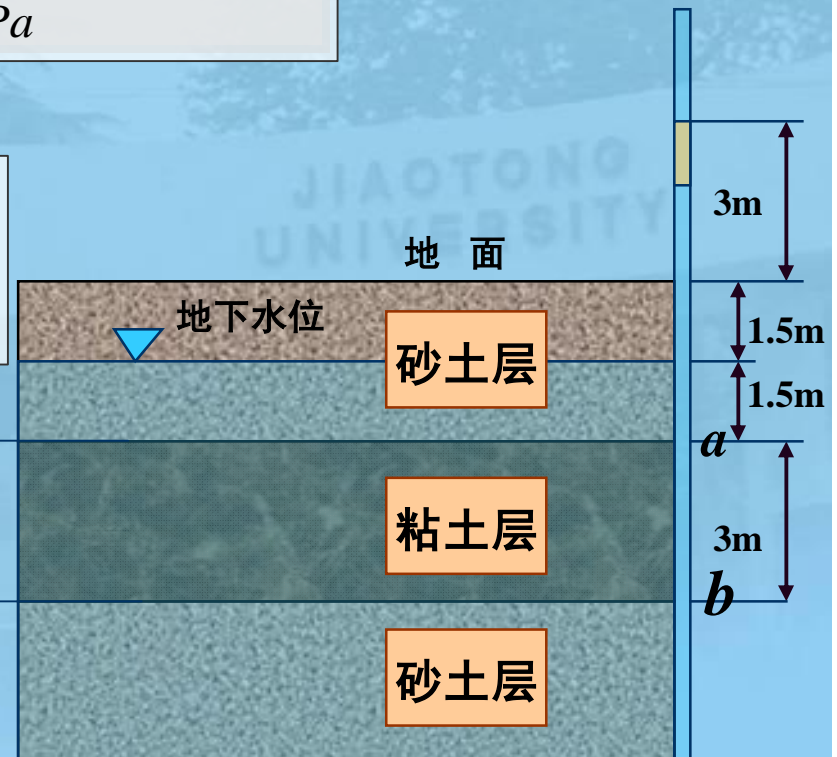 Pa
JIAOTONG
UNIVERSITY
3m
地 面
地下水位
砂土层
1.5m
1.5m
a
粘土层
3m
b
砂土层